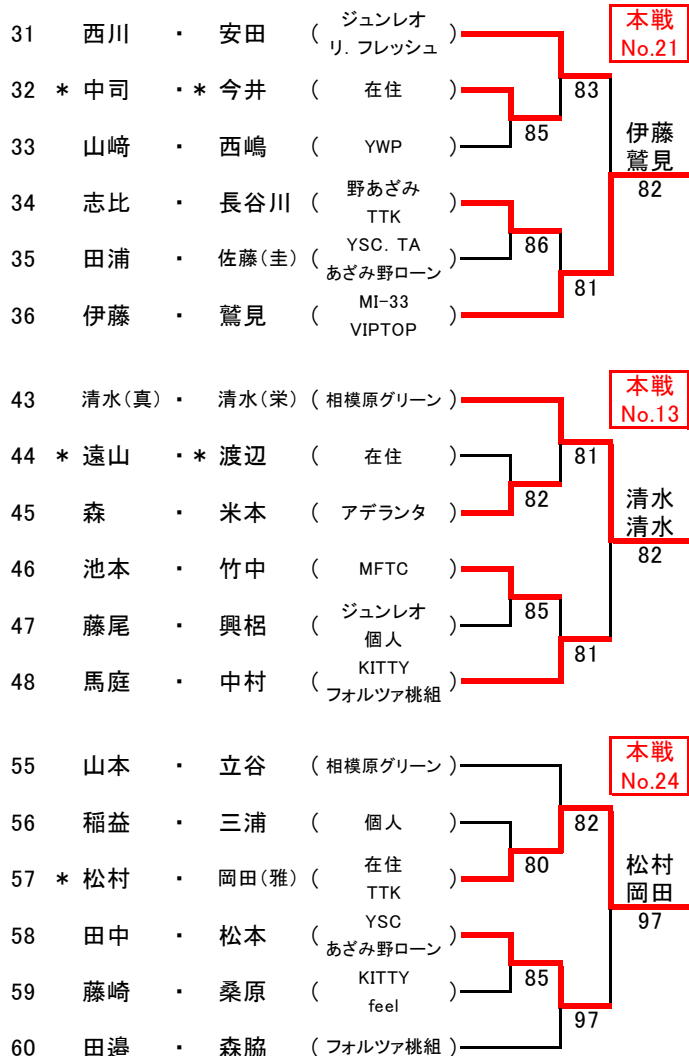 31 西川 ・ 安田 ( ジュンレオ リ．フレッシュ )
本戦 No.21
32 * 中司 ・ * 今井 ( 在住 )
83
85
33 山﨑 ・ 西嶋 ( YWP )
伊藤
鷲見
82
34 志比 ・ 長谷川 ( 野あざみ TTK )
86
35 田浦 ・ 佐藤(圭) ( YSC．TA あざみ野ローン )
81
36 伊藤 ・ 鷲見 ( MI-33 VIPTOP )
43 清水(真) ・ 清水(栄) ( 相模原グリーン )
本戦 No.13
44 * 遠山 ・ * 渡辺 ( 在住 )
81
82
45 森 ・ 米本 ( アデランタ )
清水
清水
82
46 池本 ・ 竹中 ( MFTC )
85
47 藤尾 ・ 興梠 ( ジュンレオ 個人 )
81
48 馬庭 ・ 中村 ( KITTY フォルツァ桃組 )
55 山本 ・ 立谷 ( 相模原グリーン )
本戦 No.24
56 稲益 ・ 三浦 ( 個人 )
82
80
57 * 松村 ・ 岡田(雅) ( 在住 TTK )
松村
岡田
97
58 田中 ・ 松本 ( YSC あざみ野ローン )
85
59 藤崎 ・ 桑原 ( KITTY feel )
97
60 田邉 ・ 森脇 ( フォルツァ桃組 )